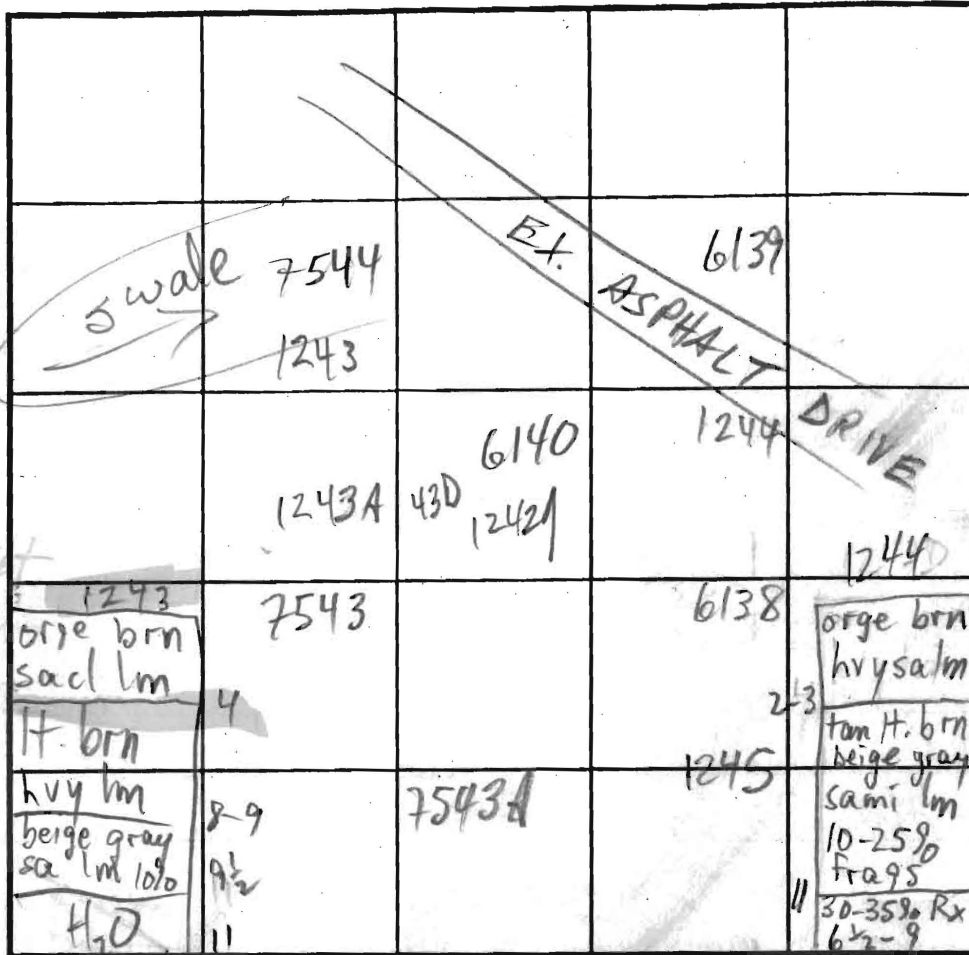 swale
7544
1243
EX. ASPHALT DRIVE
6139
1244
6140
1243A
43D
1242A
1244D
1243
orge brn
sacl lm
4
lt. brn
hvy lm
8-9
beige gray
sa lm 10%
9½
H2O
11
7543
7543A
6138
1245
orge brn
hvysalm
2-3
tan lt. brn
beige gray
sami lm
10-25%
frags
11
30-35% Rx
6½-9